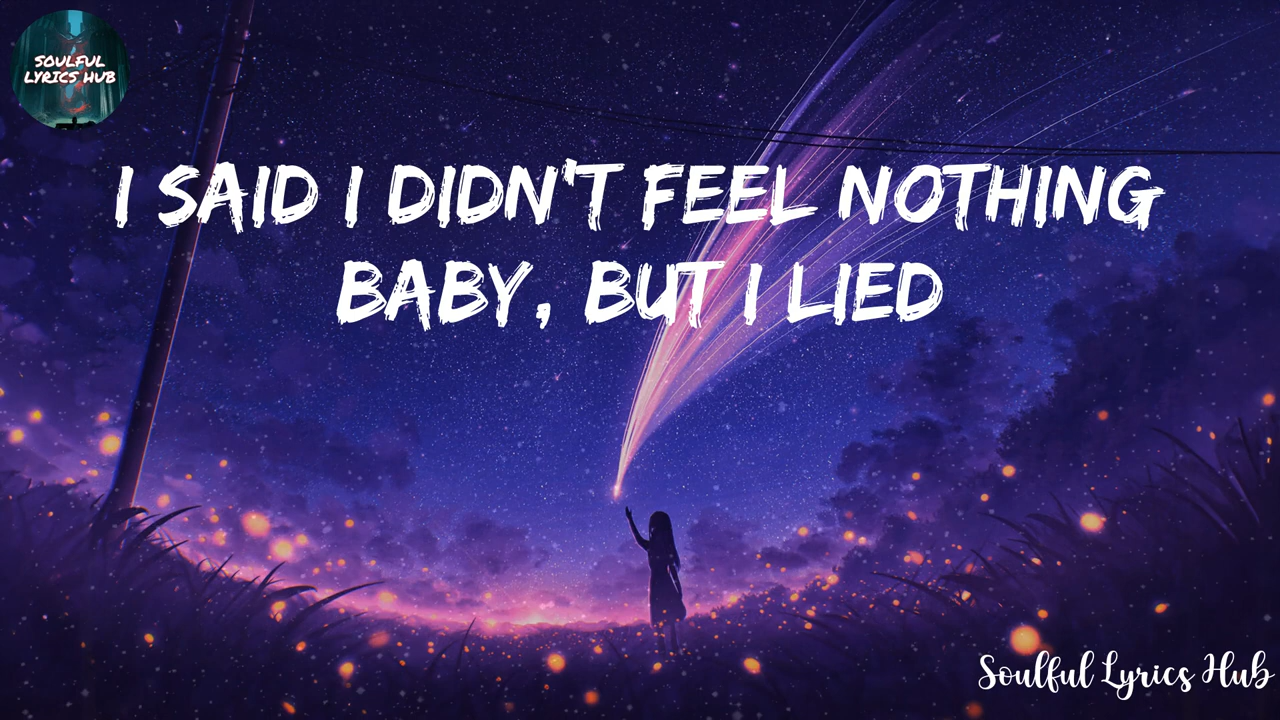 SOULFUL
LYRICS HUB
I SAID I DIDN'T FEEL NOTHING
BABY, BUT I LIED
Soulful Lyrics Hub